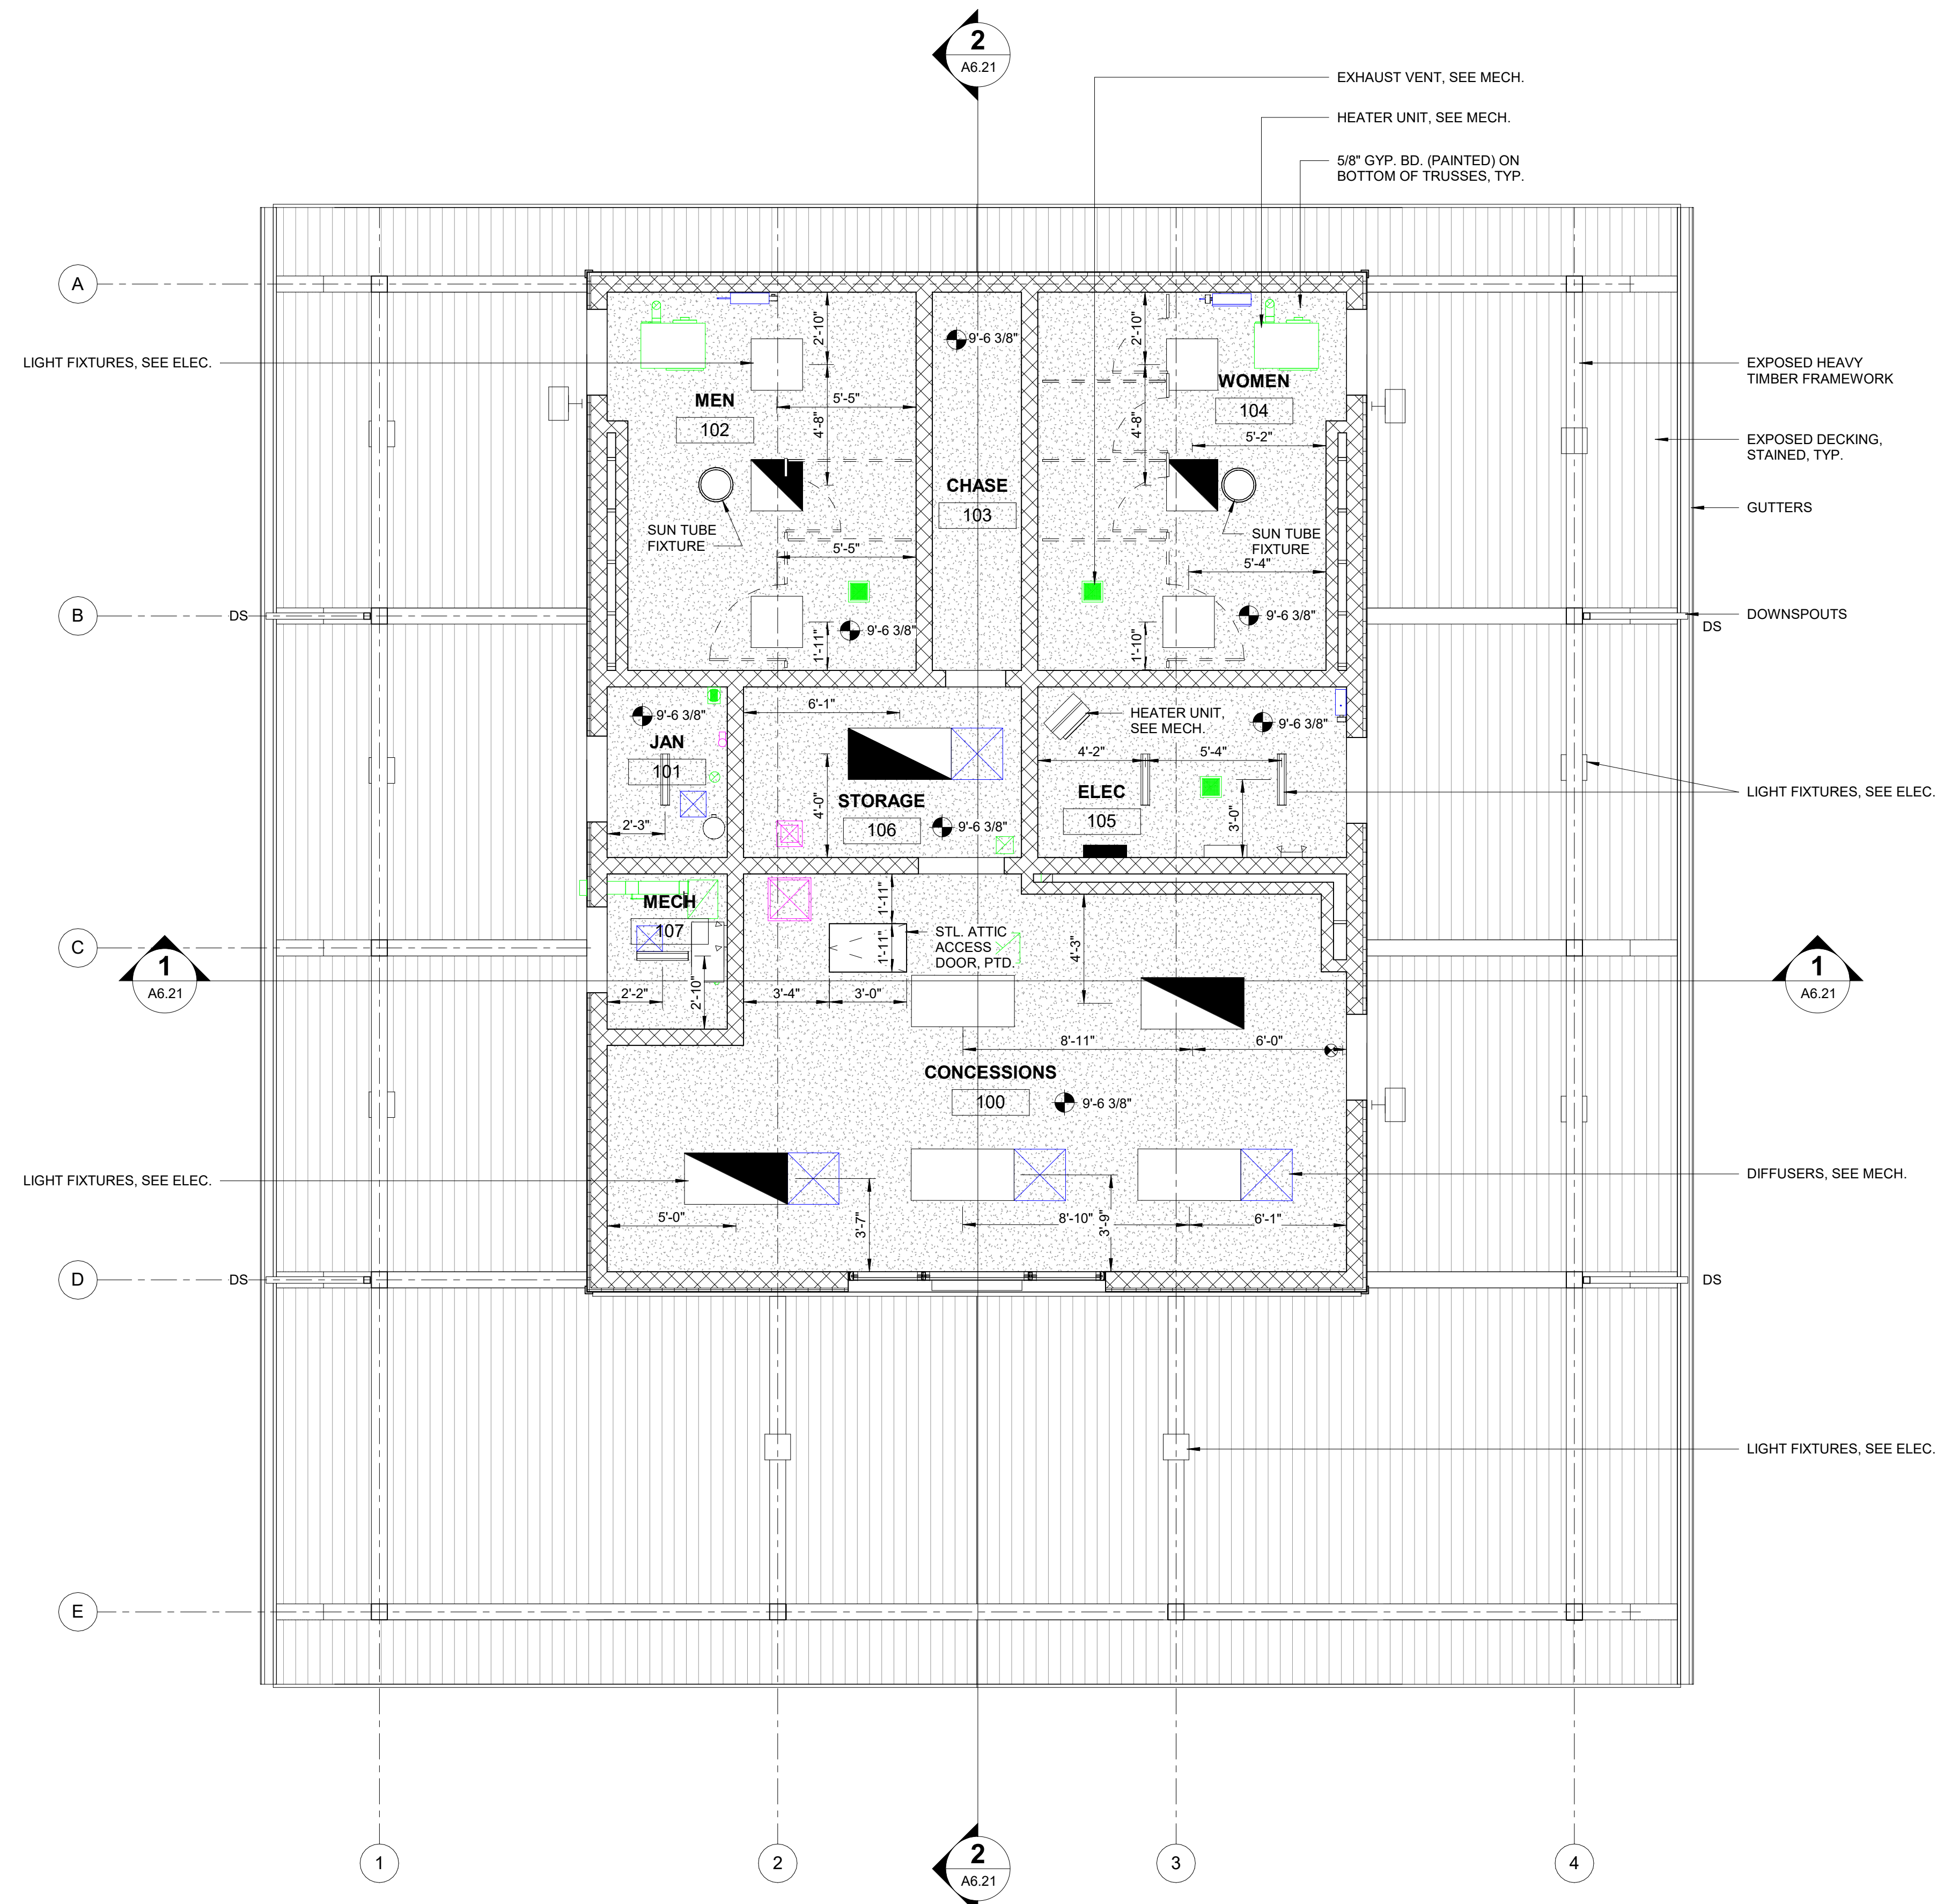 2
A6.21
EXHAUST VENT, SEE MECH.
HEATER UNIT, SEE MECH.
5/8" GYP. BD. (PAINTED) ON
BOTTOM OF TRUSSES, TYP.
A
LIGHT FIXTURES, SEE ELEC.
MEN
102
2'-10"
5'-5"
4'-8"
SUN TUBE
FIXTURE
5'-5"
1'-11"
9'-6 3/8"
9'-6 3/8"
CHASE
103
2'-10"
WOMEN
104
4'-8"
5'-2"
SUN TUBE
FIXTURE
5'-4"
9'-6 3/8"
1'-10"
EXPOSED HEAVY
TIMBER FRAMEWORK
EXPOSED DECKING,
STAINED, TYP.
GUTTERS
DOWNSPOUTS
B
DS
DS
9'-6 3/8"
JAN
101
2'-3"
6'-1"
4'-0"
STORAGE
106
9'-6 3/8"
HEATER UNIT,
SEE MECH.
9'-6 3/8"
4'-2"
5'-4"
ELEC
105
3'-0"
LIGHT FIXTURES, SEE ELEC.
MECH
107
2'-2"
2'-10"
1'-11"
1'-11"
STL. ATTIC
ACCESS
DOOR, PTD.
3'-4"
3'-0"
4'-3"
C
1
A6.21
1
A6.21
8'-11"
6'-0"
CONCESSIONS
100
9'-6 3/8"
LIGHT FIXTURES, SEE ELEC.
DIFFUSERS, SEE MECH.
5'-0"
3'-7"
8'-10"
3'-9"
6'-1"
D
DS
DS
LIGHT FIXTURES, SEE ELEC.
E
1
2
3
4
2
A6.21